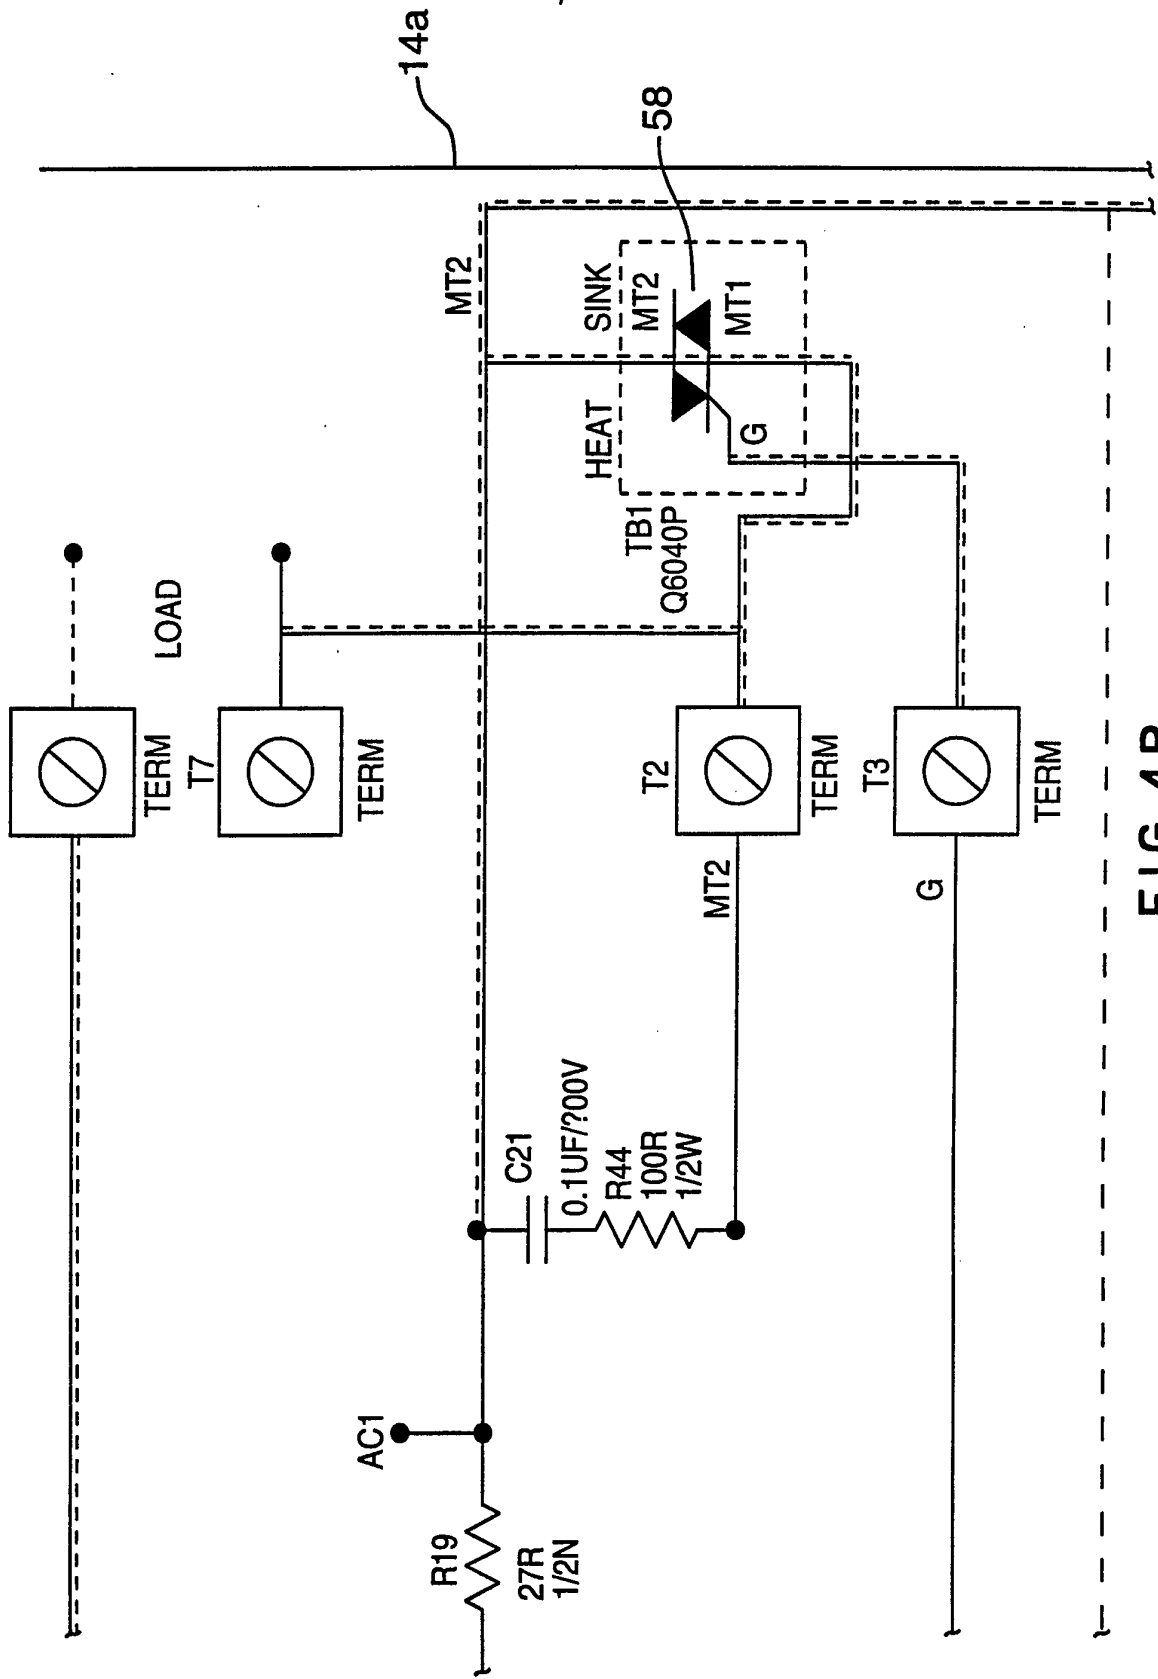 14a
58
MT2
HEAT SINK
MT2
MT1
G
TB1
Q6040P
LOAD
TERM
T7
TERM
T2
TERM
T3
TERM
MT2
G
C21
0.1UF/?00V
R44
100R
1/2W
AC1
R19
27R
1/2N